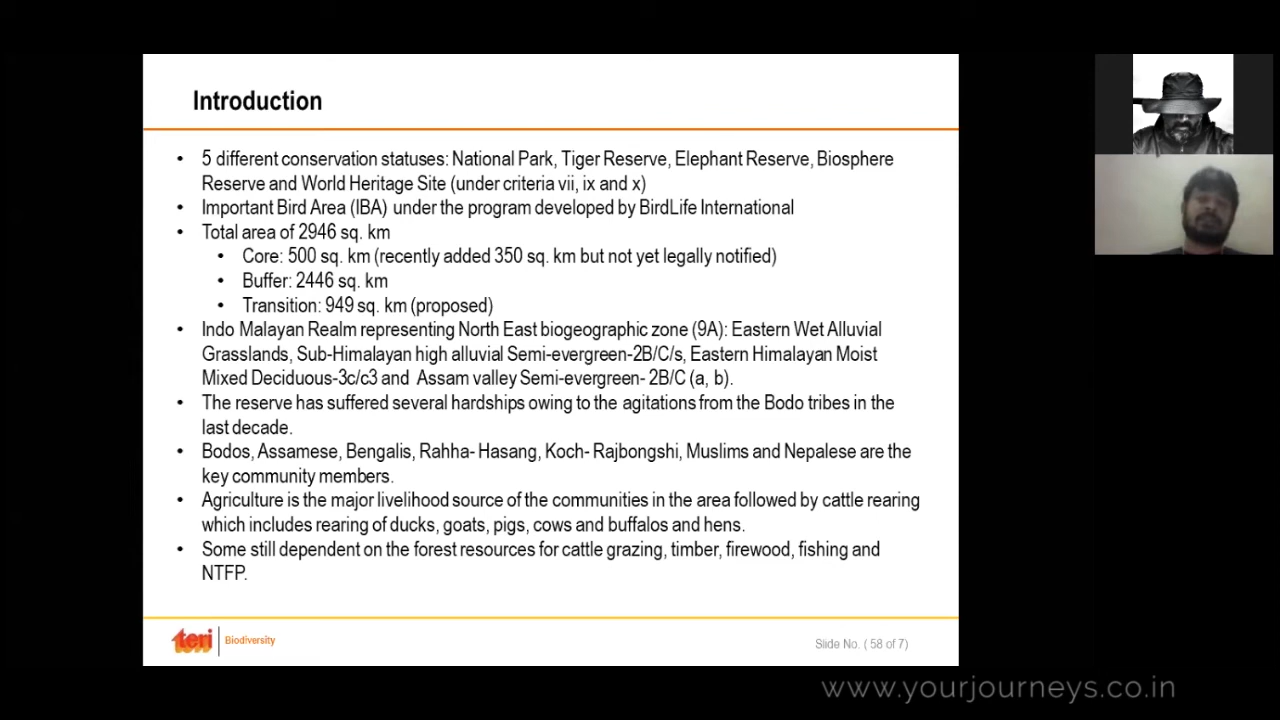 Introduction
• 5 different conservation statuses: National Park, Tiger Reserve, Elephant Reserve, Biosphere
Reserve and World Heritage Site (under criteria vii, ix and x)
• Important Bird Area (IBA) under the program developed by BirdLife International
• Total area of 2946 sq. km
• Core: 500 sq. km (recently added 350 sq. km but not yet legally notified)
• Buffer: 2446 sq. km
• Transition: 949 sq. km (proposed)
• Indo Malayan Realm representing North East biogeographic zone (9A): Eastern Wet Alluvial
Grasslands, Sub-Himalayan high alluvial Semi-evergreen-2B/C/s, Eastern Himalayan Moist
Mixed Deciduous-3c/c3 and Assam valley Semi-evergreen- 2B/C (a, b).
• The reserve has suffered several hardships owing to the agitations from the Bodo tribes in the
last decade.
• Bodos, Assamese, Bengalis, Rahha- Hasang, Koch- Rajbongshi, Muslims and Nepalese are the
key community members.
• Agriculture is the major livelihood source of the communities in the area followed by cattle rearing
which includes rearing of ducks, goats, pigs, cows and buffalos and hens.
• Some still dependent on the forest resources for cattle grazing, timber, firewood, fishing and
NTFP.
teri Biodiversity
Slide No. ( 58 of 7)
www.yourjourneys.co.in